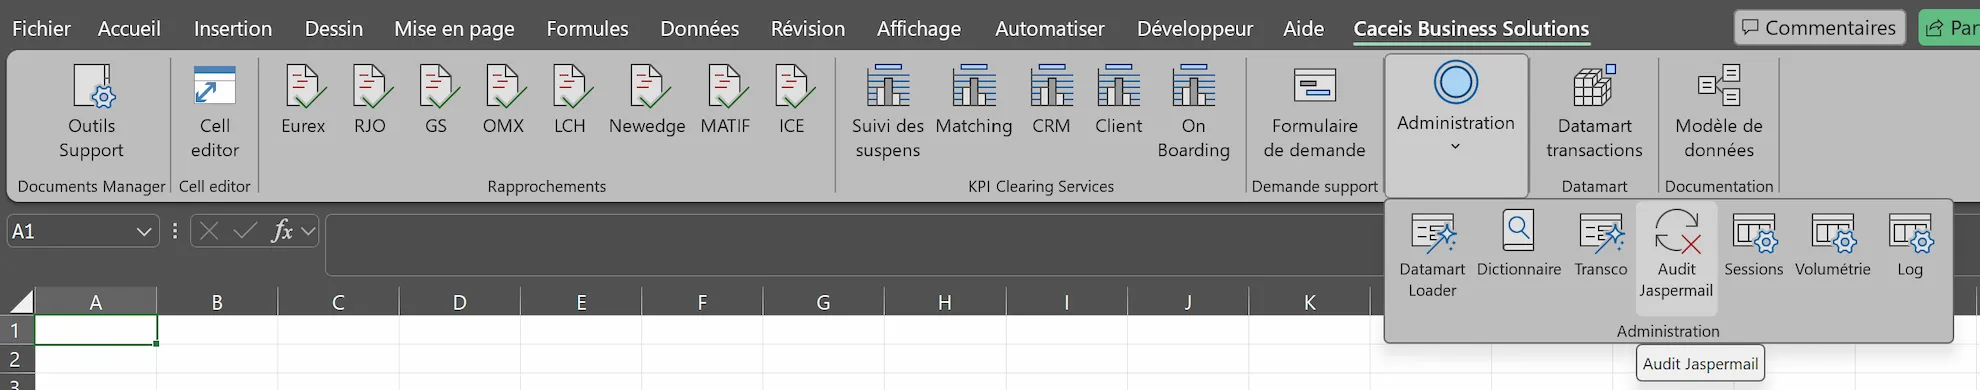 Fichier Accueil Insertion Dessin Mise en page Formules Données Révision Affichage Automatiser Développeur Aide Caceis Business Solutions Commentaires Par
Outils Support
Cell editor
Eurex RJO GS OMX LCH Newedge MATIF ICE
Suivi des suspens
Matching CRM Client
On Boarding
Formulaire de demande
Administration
Datamart transactions
Modèle de données
Documents Manager Cell editor Rapprochements KPI Clearing Services Demande support Datamart Documentation
A1 fx
Datamart Loader
Dictionnaire
Transco
Audit Jaspermail
Sessions
Volumétrie
Log
Administration
Audit Jaspermail
A B C D E F G H I J K
1
2
3